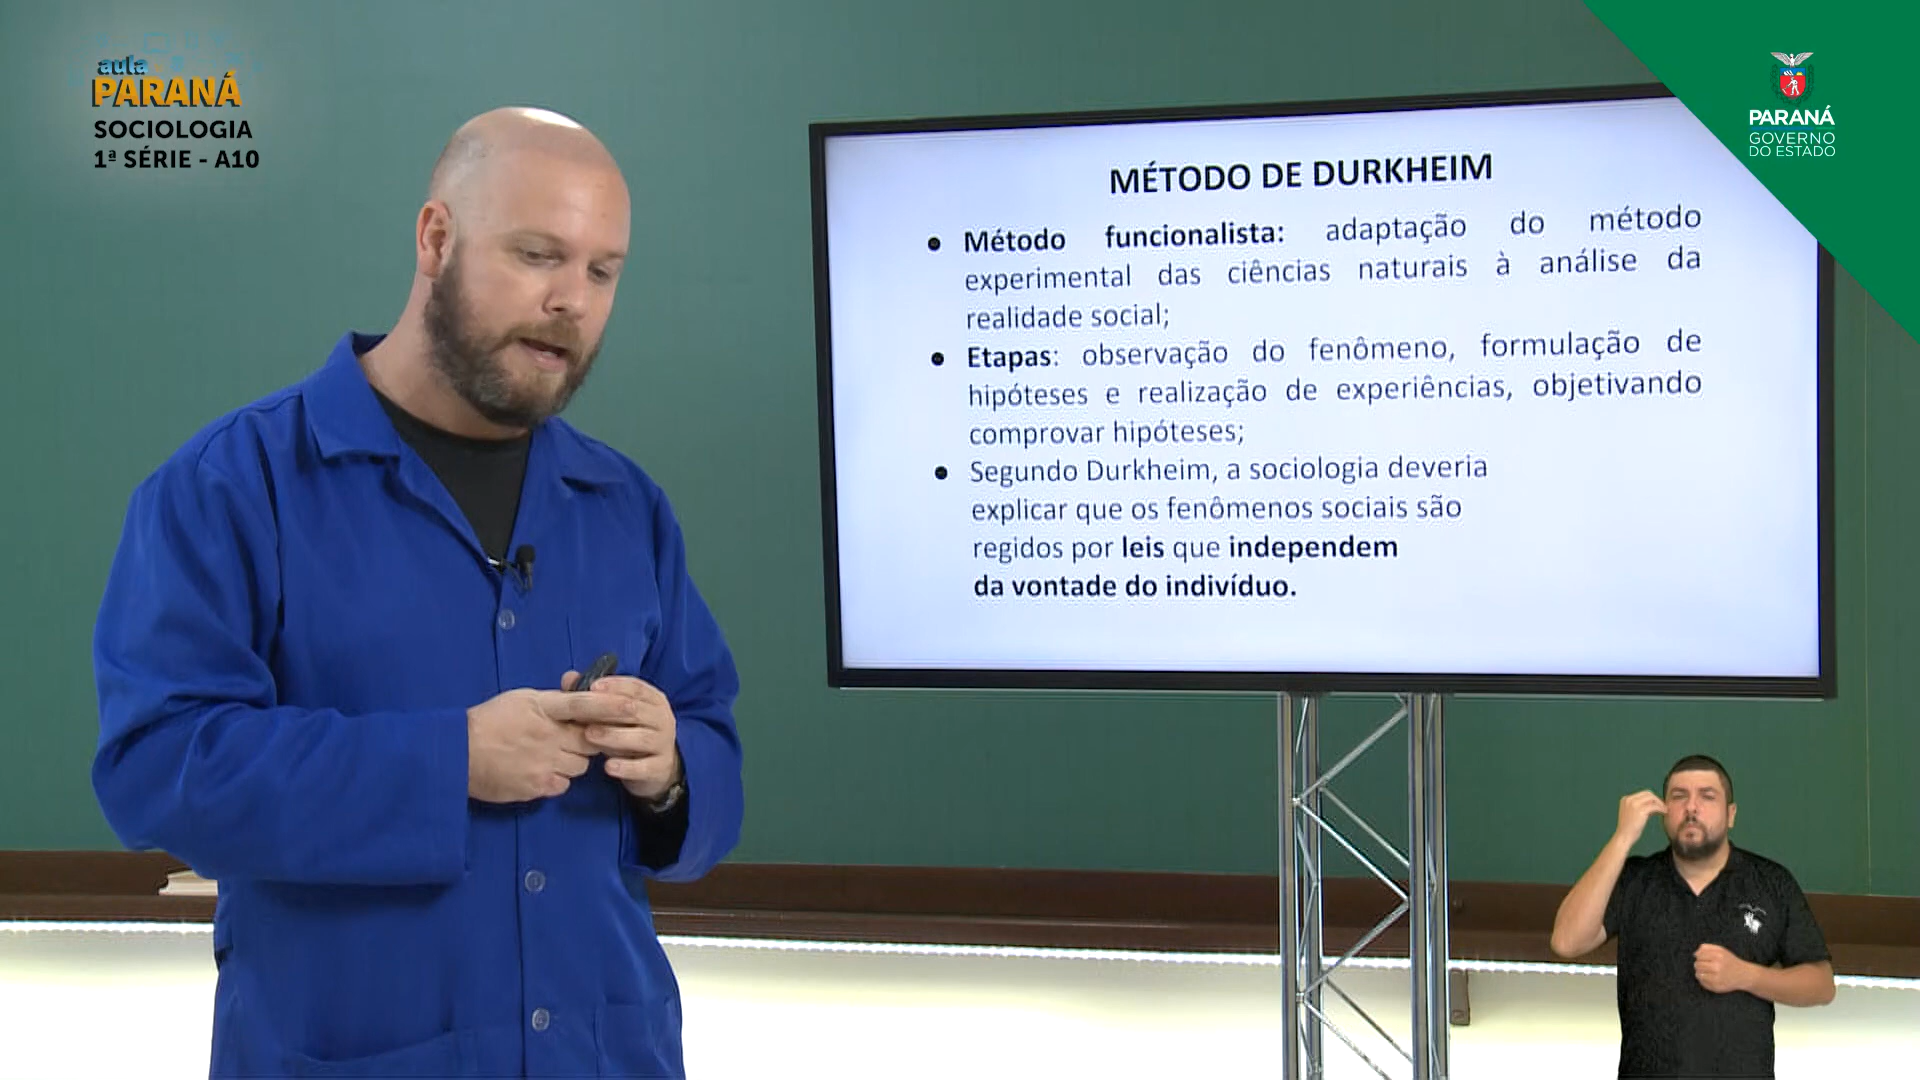 aula
PARANÁ
SOCIOLOGIA
1ª SÉRIE - A10
PARANÁ
GOVERNO
DO ESTADO
MÉTODO DE DURKHEIM
• Método funcionalista: adaptação do método
experimental das ciências naturais à análise da
realidade social;
• Etapas: observação do fenômeno, formulação de
hipóteses e realização de experiências, objetivando
comprovar hipóteses;
• Segundo Durkheim, a sociologia deveria
explicar que os fenômenos sociais são
regidos por leis que independem
da vontade do indivíduo.